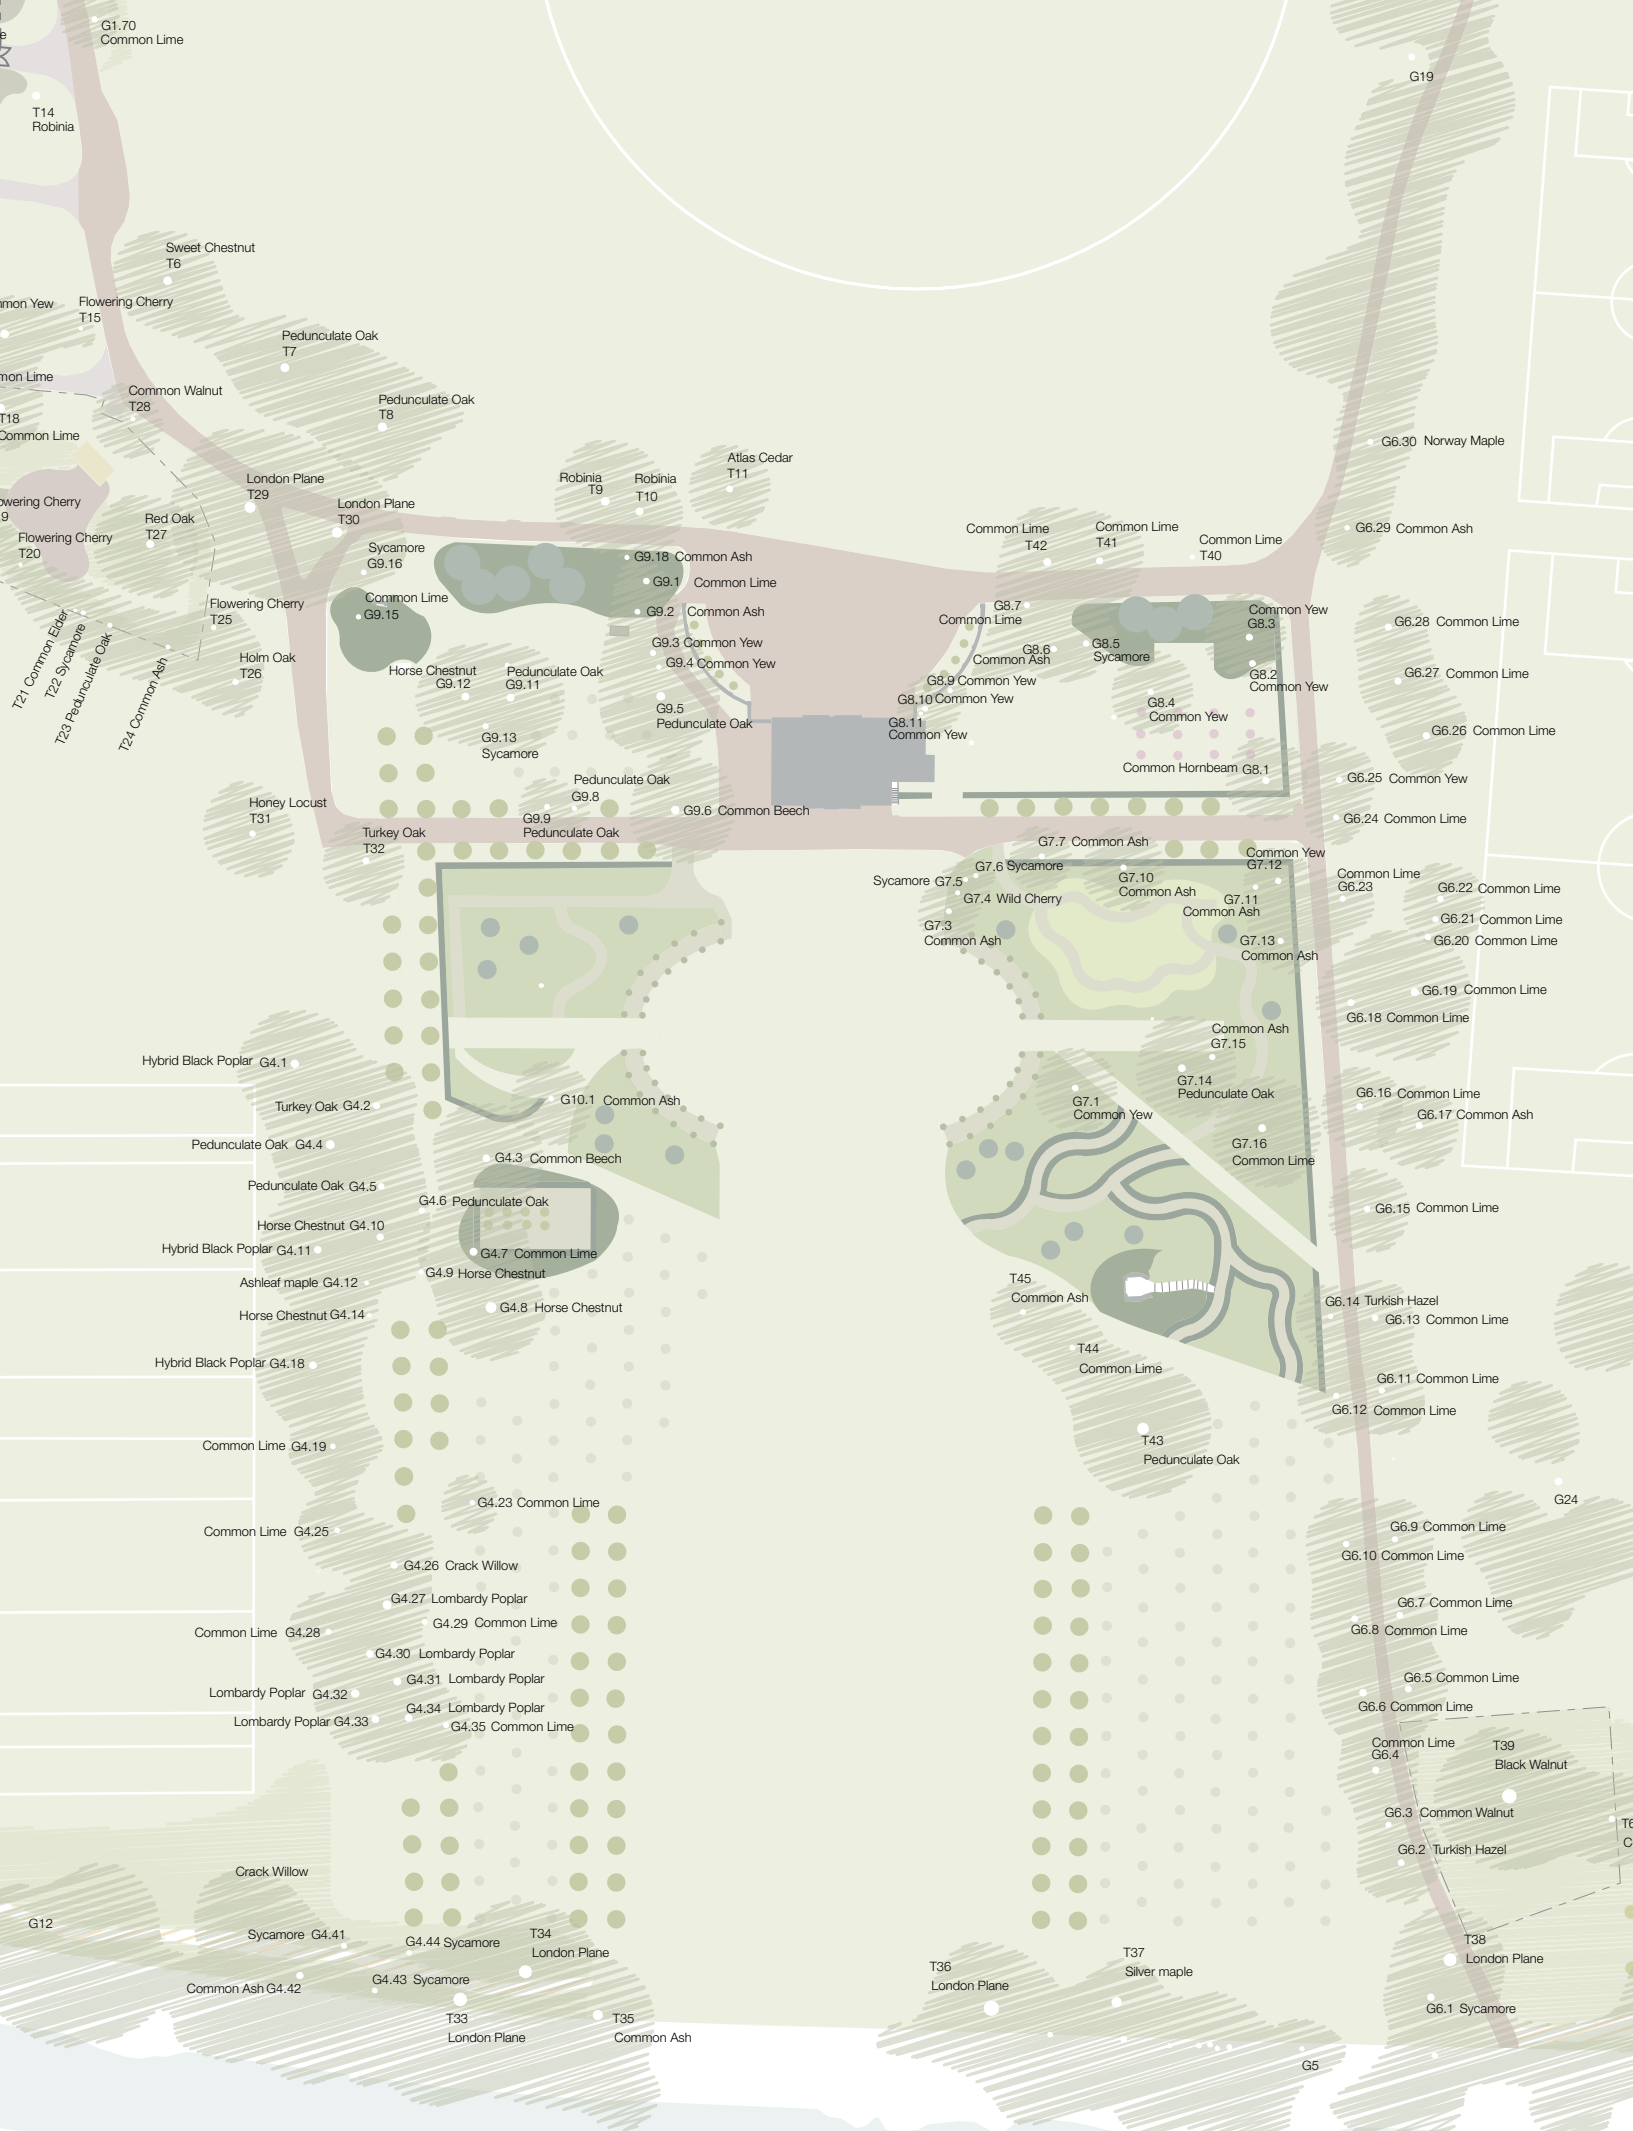 G1.70
Common Lime
G19
T14
Robinia
Sweet Chestnut
T6
Flowering Cherry
T15
Pedunculate Oak
T7
Common Walnut
T28
Pedunculate Oak
T8
T18
Common Lime
G6.30 Norway Maple
Atlas Cedar
T11
Robinia
T9
Robinia
T10
London Plane
T29
London Plane
T30
Red Oak
T27
Flowering Cherry
T20
Common Lime
T42
Common Lime
T41
Common Lime
T40
G6.29 Common Ash
Sycamore
G9.16
G9.18 Common Ash
G9.1 Common Lime
Common Lime
G9.15
G9.2 Common Ash
Flowering Cherry
T25
G8.7
Common Lime
Common Yew
G8.3
G6.28 Common Lime
T21 Common Elder
T22 Sycamore
T23 Pedunculate Oak
T24 Common Ash
G9.3 Common Yew
G9.4 Common Yew
G8.6
Common Ash
G8.5
Sycamore
Holm Oak
T26
Horse Chestnut
G9.12
Pedunculate Oak
G9.11
G8.9 Common Yew
G8.2
Common Yew
G6.27 Common Lime
G8.10 Common Yew
G9.5
Pedunculate Oak
G8.4
Common Yew
G8.11
Common Yew
G6.26 Common Lime
G9.13
Sycamore
Common Hornbeam G8.1
G6.25 Common Yew
Pedunculate Oak
G9.8
Honey Locust
T31
G9.6 Common Beech
G9.9
Pedunculate Oak
G6.24 Common Lime
Turkey Oak
T32
G7.7 Common Ash
Common Yew
G7.12
G7.6 Sycamore
Sycamore G7.5
G7.10
Common Ash
Common Lime
G6.23
G6.22 Common Lime
G7.4 Wild Cherry
G7.11
Common Ash
G6.21 Common Lime
G7.3
Common Ash
G7.13
Common Ash
G6.20 Common Lime
G6.19 Common Lime
G6.18 Common Lime
Common Ash
G7.15
Hybrid Black Poplar G4.1
G7.14
Pedunculate Oak
G6.16 Common Lime
Turkey Oak G4.2
G10.1 Common Ash
G7.1
Common Yew
G6.17 Common Ash
Pedunculate Oak G4.4
G4.3 Common Beech
G7.16
Common Lime
Pedunculate Oak G4.5
G4.6 Pedunculate Oak
G6.15 Common Lime
Horse Chestnut G4.10
Hybrid Black Poplar G4.11
G4.7 Common Lime
G4.9 Horse Chestnut
Ashleaf maple G4.12
T45
Common Ash
G6.14 Turkish Hazel
Horse Chestnut G4.14
G4.8 Horse Chestnut
G6.13 Common Lime
T44
Common Lime
Hybrid Black Poplar G4.18
G6.11 Common Lime
G6.12 Common Lime
T43
Pedunculate Oak
Common Lime G4.19
G24
G4.23 Common Lime
Common Lime G4.25
G6.9 Common Lime
G6.10 Common Lime
G4.26 Crack Willow
G4.27 Lombardy Poplar
G6.7 Common Lime
G4.29 Common Lime
Common Lime G4.28
G6.8 Common Lime
G4.30 Lombardy Poplar
G4.31 Lombardy Poplar
G6.5 Common Lime
Lombardy Poplar G4.32
G4.34 Lombardy Poplar
G6.6 Common Lime
Lombardy Poplar G4.33
G4.35 Common Lime
Common Lime
G6.4
T39
Black Walnut
G6.3 Common Walnut
G6.2 Turkish Hazel
Crack Willow
G12
Sycamore G4.41
G4.44 Sycamore
T34
London Plane
T38
London Plane
T37
Silver maple
T36
London Plane
Common Ash G4.42
G4.43 Sycamore
G6.1 Sycamore
T33
London Plane
T35
Common Ash
G5